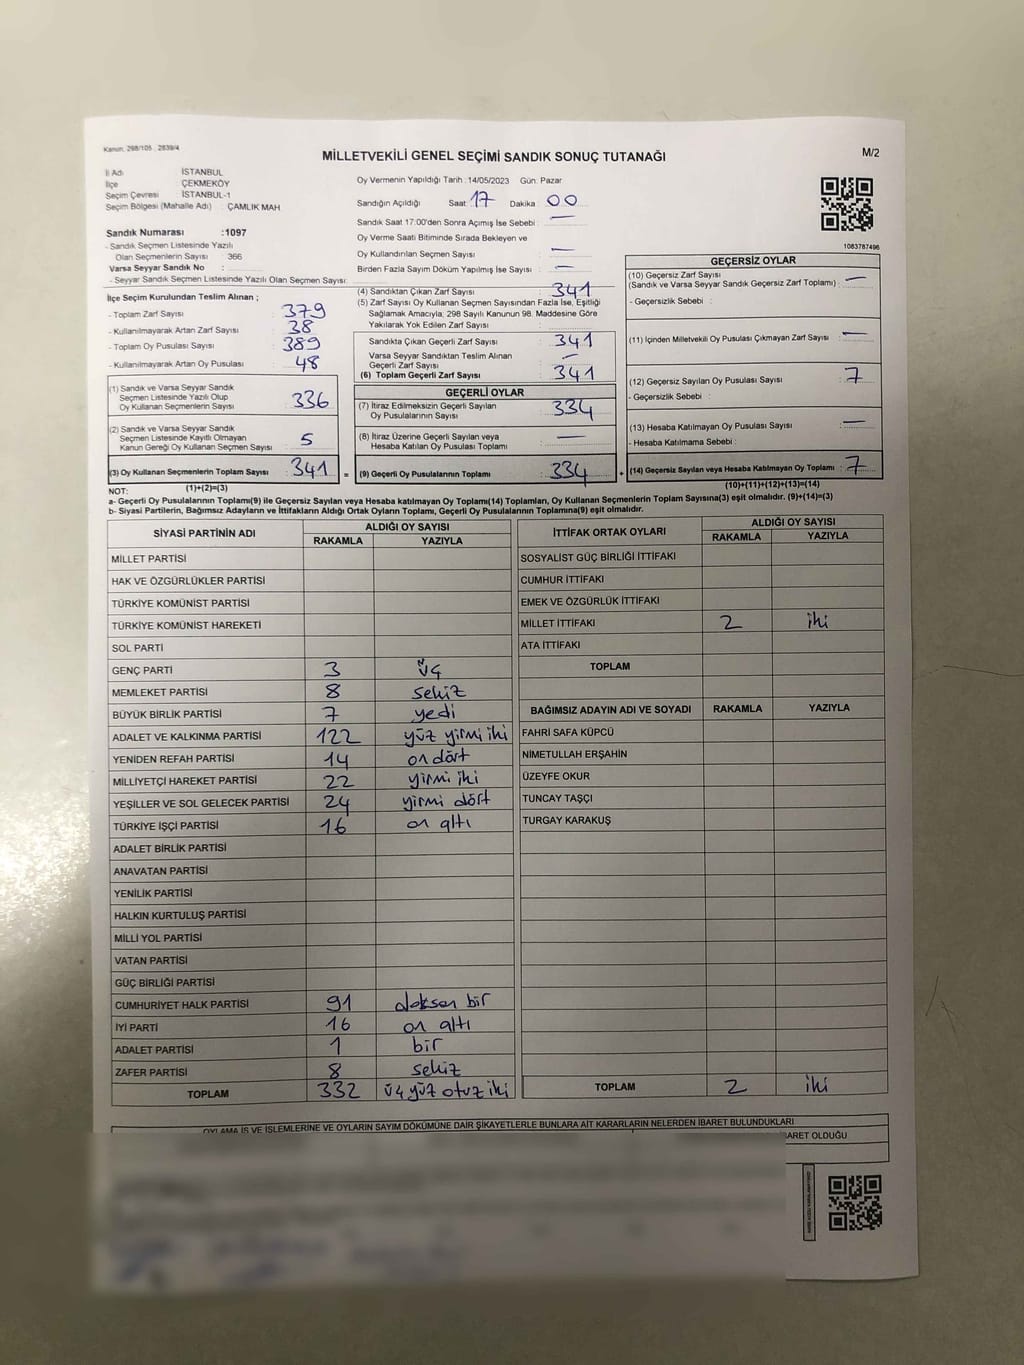 Kanun: 298/105 , 2839/4
MİLLETVEKİLİ GENEL SEÇİMİ SANDIK SONUÇ TUTANAĞI
M/2
İl Adı : İSTANBUL
İlçe : ÇEKMEKÖY
Seçim Çevresi : İSTANBUL-1
Seçim Bölgesi (Mahalle Adı) : ÇAMLIK MAH
Sandık Numarası :1097
- Sandık Seçmen Listesinde Yazılı
Olan Seçmenlerin Sayısı : 366
Varsa Seyyar Sandık No :
- Seyyar Sandık Seçmen Listesinde Yazılı Olan Seçmen Sayısı:
Oy Vermenin Yapıldığı Tarih : 14/05/2023 Gün: Pazar
Sandığın Açıldığı Saat : 17 Dakika : 00
Sandık Saat 17:00'den Sonra Açımış İse Sebebi : —
Oy Verme Saati Bitiminde Sırada Bekleyen ve
Oy Kullandırılan Seçmen Sayısı : —
Birden Fazla Sayım Döküm Yapılmış İse Sayısı : —
1083787496
İlçe Seçim Kurulundan Teslim Alınan ;
- Toplam Zarf Sayısı : 379
- Kullanılmayarak Artan Zarf Sayısı : 38
- Toplam Oy Pusulası Sayısı : 389
- Kullanılmayarak Artan Oy Pusulası : 48
(1) Sandık ve Varsa Seyyar Sandık
Seçmen Listesinde Yazılı Olup
Oy Kullanan Seçmenlerin Sayısı : 336
(2) Sandık ve Varsa Seyyar Sandık
Seçmen Listesinde Kayıtlı Olmayan
Kanun Gereği Oy Kullanan Seçmen Sayısı : 5
(3) Oy Kullanan Seçmenlerin Toplam Sayısı : 341
(1)+(2)=(3)
(4) Sandıktan Çıkan Zarf Sayısı : 341
(5) Zarf Sayısı Oy Kullanan Seçmen Sayısından Fazla İse, Eşitliği
Sağlamak Amacıyla; 298 Sayılı Kanunun 98. Maddesine Göre
Yakılarak Yok Edilen Zarf Sayısı :
Sandıkta Çıkan Geçerli Zarf Sayısı : 341
Varsa Seyyar Sandıktan Teslim Alınan
Geçerli Zarf Sayısı : —
(6) Toplam Geçerli Zarf Sayısı : 341
GEÇERLİ OYLAR
(7) İtiraz Edilmeksizin Geçerli Sayılan
Oy Pusulalarının Sayısı : 334
(8) İtiraz Üzerine Geçerli Sayılan veya
Hesaba Katılan Oy Pusulası Toplamı : —
= (9) Geçerli Oy Pusulalarının Toplamı : 334
GEÇERSİZ OYLAR
(10) Geçersiz Zarf Sayısı
(Sandık ve Varsa Seyyar Sandık Geçersiz Zarf Toplamı) : —
- Geçersizlik Sebebi :
(11) İçinden Milletvekili Oy Pusulası Çıkmayan Zarf Sayısı : —
(12) Geçersiz Sayılan Oy Pusulası Sayısı : 7
- Geçersizlik Sebebi :
(13) Hesaba Katılmayan Oy Pusulası Sayısı : —
- Hesaba Katılmama Sebebi :
+ (14) Geçersiz Sayılan veya Hesaba Katılmayan Oy Toplamı : 7
(10)+(11)+(12)+(13)=(14)
NOT:
a- Geçerli Oy Pusulalarının Toplamı(9) ile Geçersiz Sayılan veya Hesaba katılmayan Oy Toplamı(14) Toplamları, Oy Kullanan Seçmenlerin Toplam Sayısına(3) eşit olmalıdır. (9)+(14)=(3)
b- Siyasi Partilerin, Bağımsız Adayların ve İttifakların Aldığı Ortak Oyların Toplamı, Geçerli Oy Pusulalarının Toplamına(9) eşit olmalıdır.
SİYASİ PARTİNİN ADI ALDIĞI OY SAYISI
RAKAMLA YAZIYLA
MİLLET PARTİSİ
HAK VE ÖZGÜRLÜKLER PARTİSİ
TÜRKİYE KOMÜNİST PARTİSİ
TÜRKİYE KOMÜNİST HAREKETİ
SOL PARTİ
GENÇ PARTİ 3 üç
MEMLEKET PARTİSİ 8 sekiz
BÜYÜK BİRLİK PARTİSİ 7 yedi
ADALET VE KALKINMA PARTİSİ 122 yüz yirmi iki
YENİDEN REFAH PARTİSİ 14 on dört
MİLLİYETÇİ HAREKET PARTİSİ 22 yirmi iki
YEŞİLLER VE SOL GELECEK PARTİSİ 24 yirmi dört
TÜRKİYE İŞÇİ PARTİSİ 16 on altı
ADALET BİRLİK PARTİSİ
ANAVATAN PARTİSİ
YENİLİK PARTİSİ
HALKIN KURTULUŞ PARTİSİ
MİLLİ YOL PARTİSİ
VATAN PARTİSİ
GÜÇ BİRLİĞİ PARTİSİ
CUMHURİYET HALK PARTİSİ 91 doksan bir
İYİ PARTİ 16 on altı
ADALET PARTİSİ 1 bir
ZAFER PARTİSİ 8 sekiz
TOPLAM 332 üç yüz otuz iki
İTTİFAK ORTAK OYLARI ALDIĞI OY SAYISI
RAKAMLA YAZIYLA
SOSYALİST GÜÇ BİRLİĞİ İTTİFAKI
CUMHUR İTTİFAKI
EMEK VE ÖZGÜRLÜK İTTİFAKI
MİLLET İTTİFAKI 2 iki
ATA İTTİFAKI
TOPLAM
BAĞIMSIZ ADAYIN ADI VE SOYADI RAKAMLA YAZIYLA
FAHRİ SAFA KÜPCÜ
NİMETULLAH ERŞAHİN
ÜZEYFE OKUR
TUNCAY TAŞÇI
TURGAY KARAKUŞ
TOPLAM 2 iki
OYLAMA İŞ VE İŞLEMLERİNE VE OYLARIN SAYIM DÖKÜMÜNE DAİR ŞİKAYETLERLE BUNLARA AİT KARARLARIN NELERDEN İBARET BULUNDUKLARI
BARET OLDUĞU